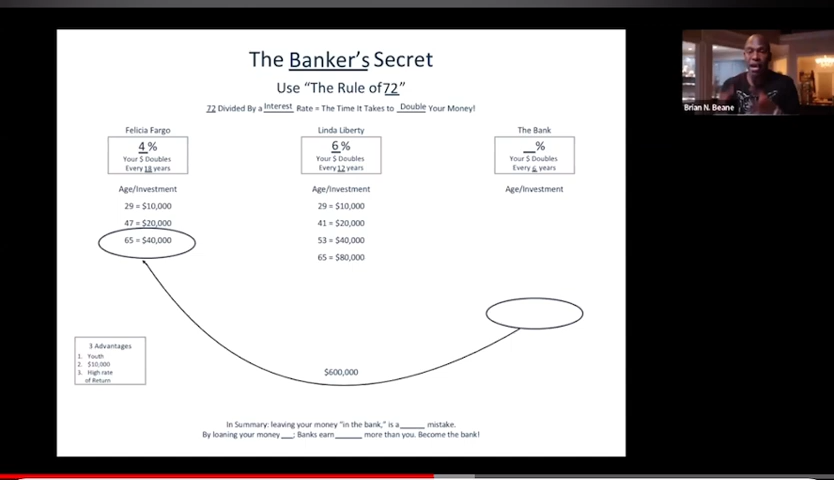 The Banker's Secret
Use "The Rule of 72"
72 Divided By a Interest Rate = The Time It Takes to Double Your Money!
Felicia Fargo
4%
Your $ Doubles
Every 18 years
Age/Investment
29 = $10,000
47 = $20,000
65 = $40,000
Linda Liberty
6%
Your $ Doubles
Every 12 years
Age/Investment
29 = $10,000
41 = $20,000
53 = $40,000
65 = $80,000
The Bank
__%
Your $ Doubles
Every 6 years
Age/Investment
3 Advantages
1. Youth
2. $10,000
3. High rate
of Return
$600,000
In Summary: leaving your money "in the bank," is a______ mistake.
By loaning your money ___; Banks earn_______ more than you. Become the bank!
Brian N. Beane